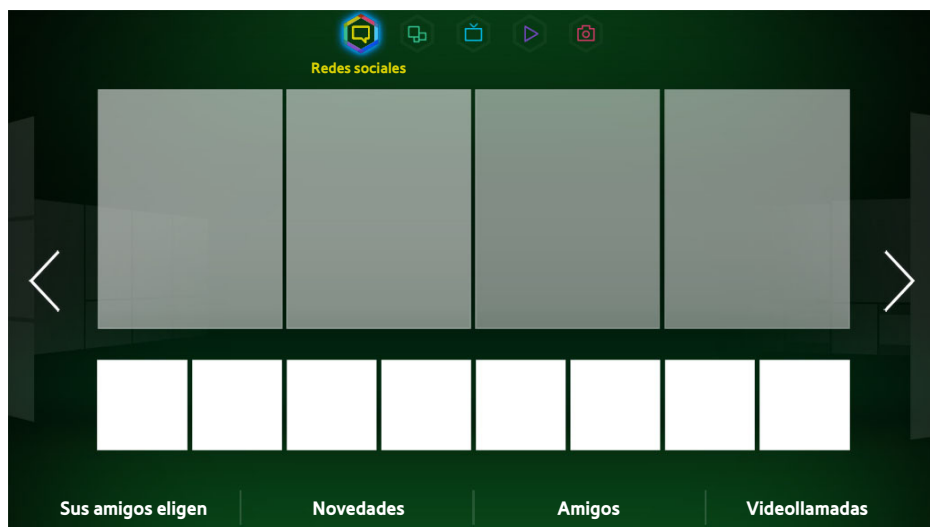 Redes sociales
Sus amigos eligen
Novedades
Amigos
Videollamadas